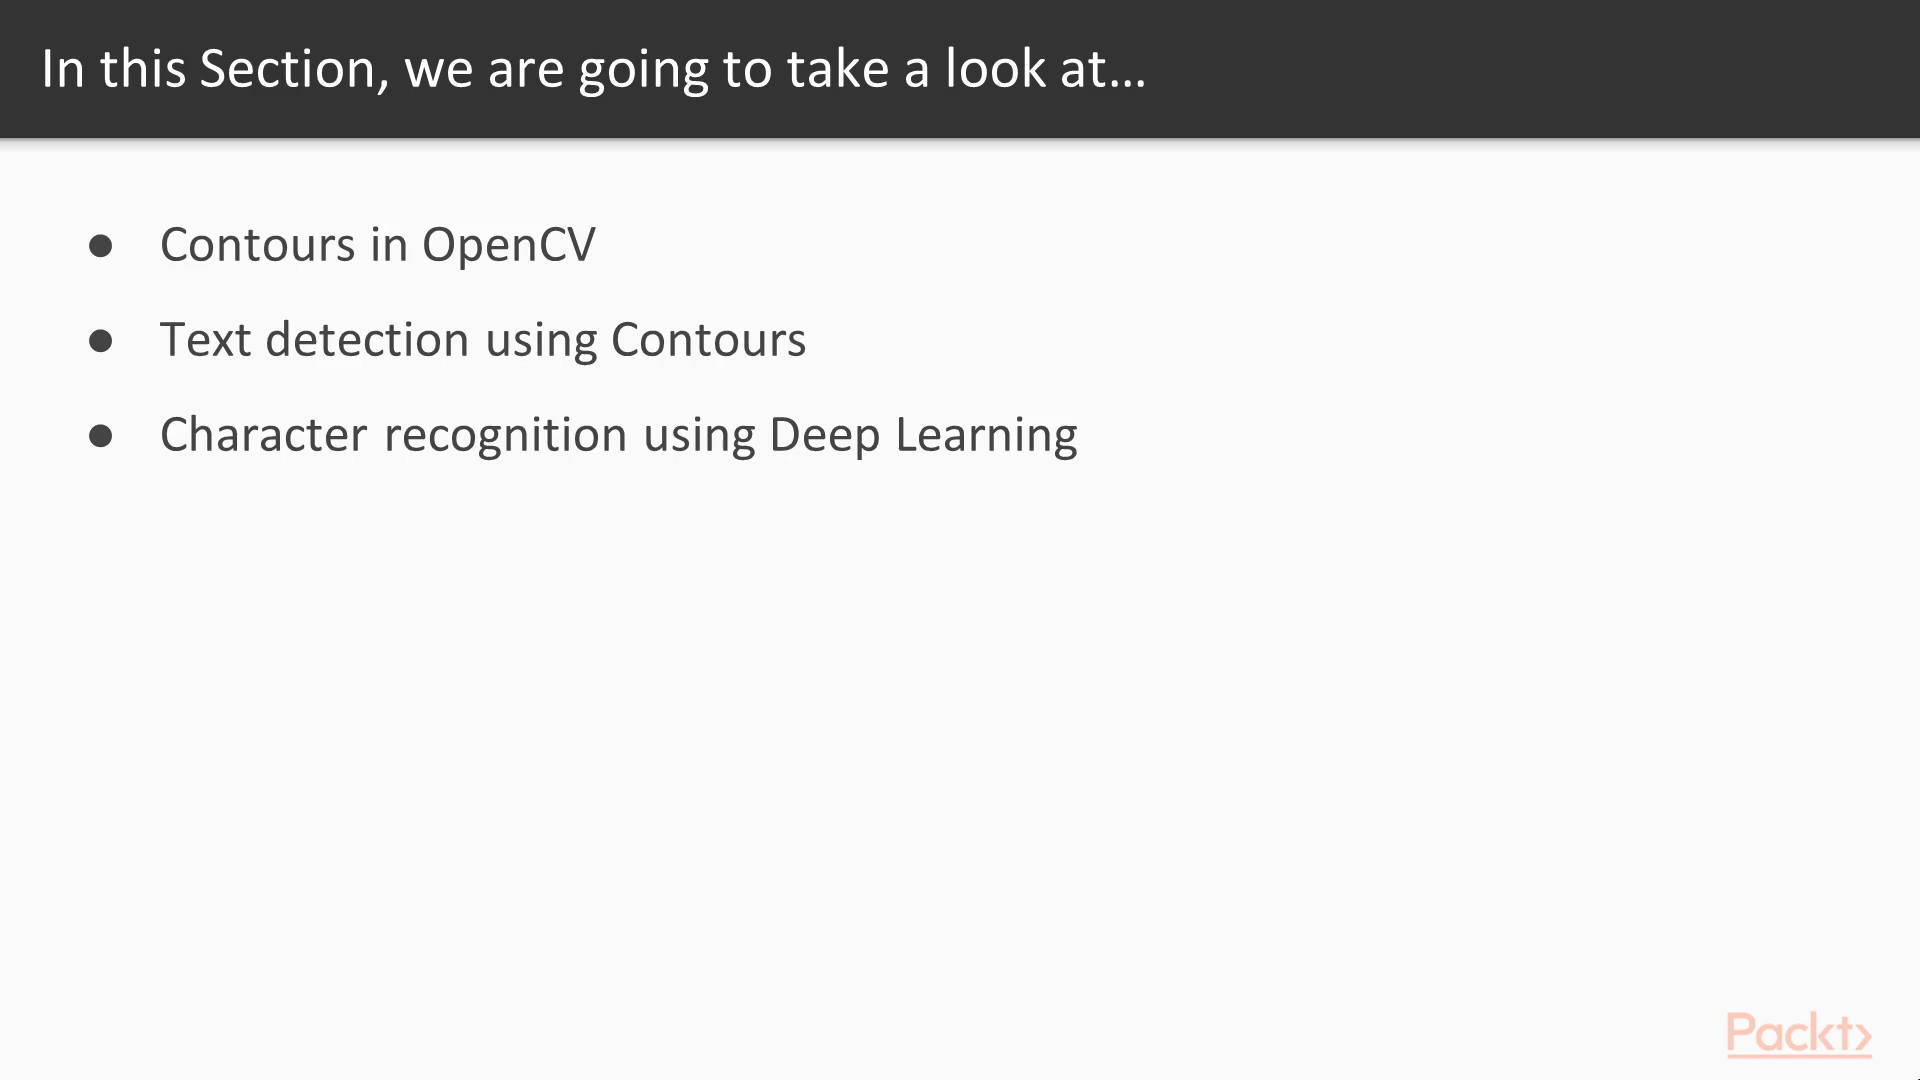 In this Section, we are going to take a look at...
● Contours in OpenCV
● Text detection using Contours
● Character recognition using Deep Learning
Packt>